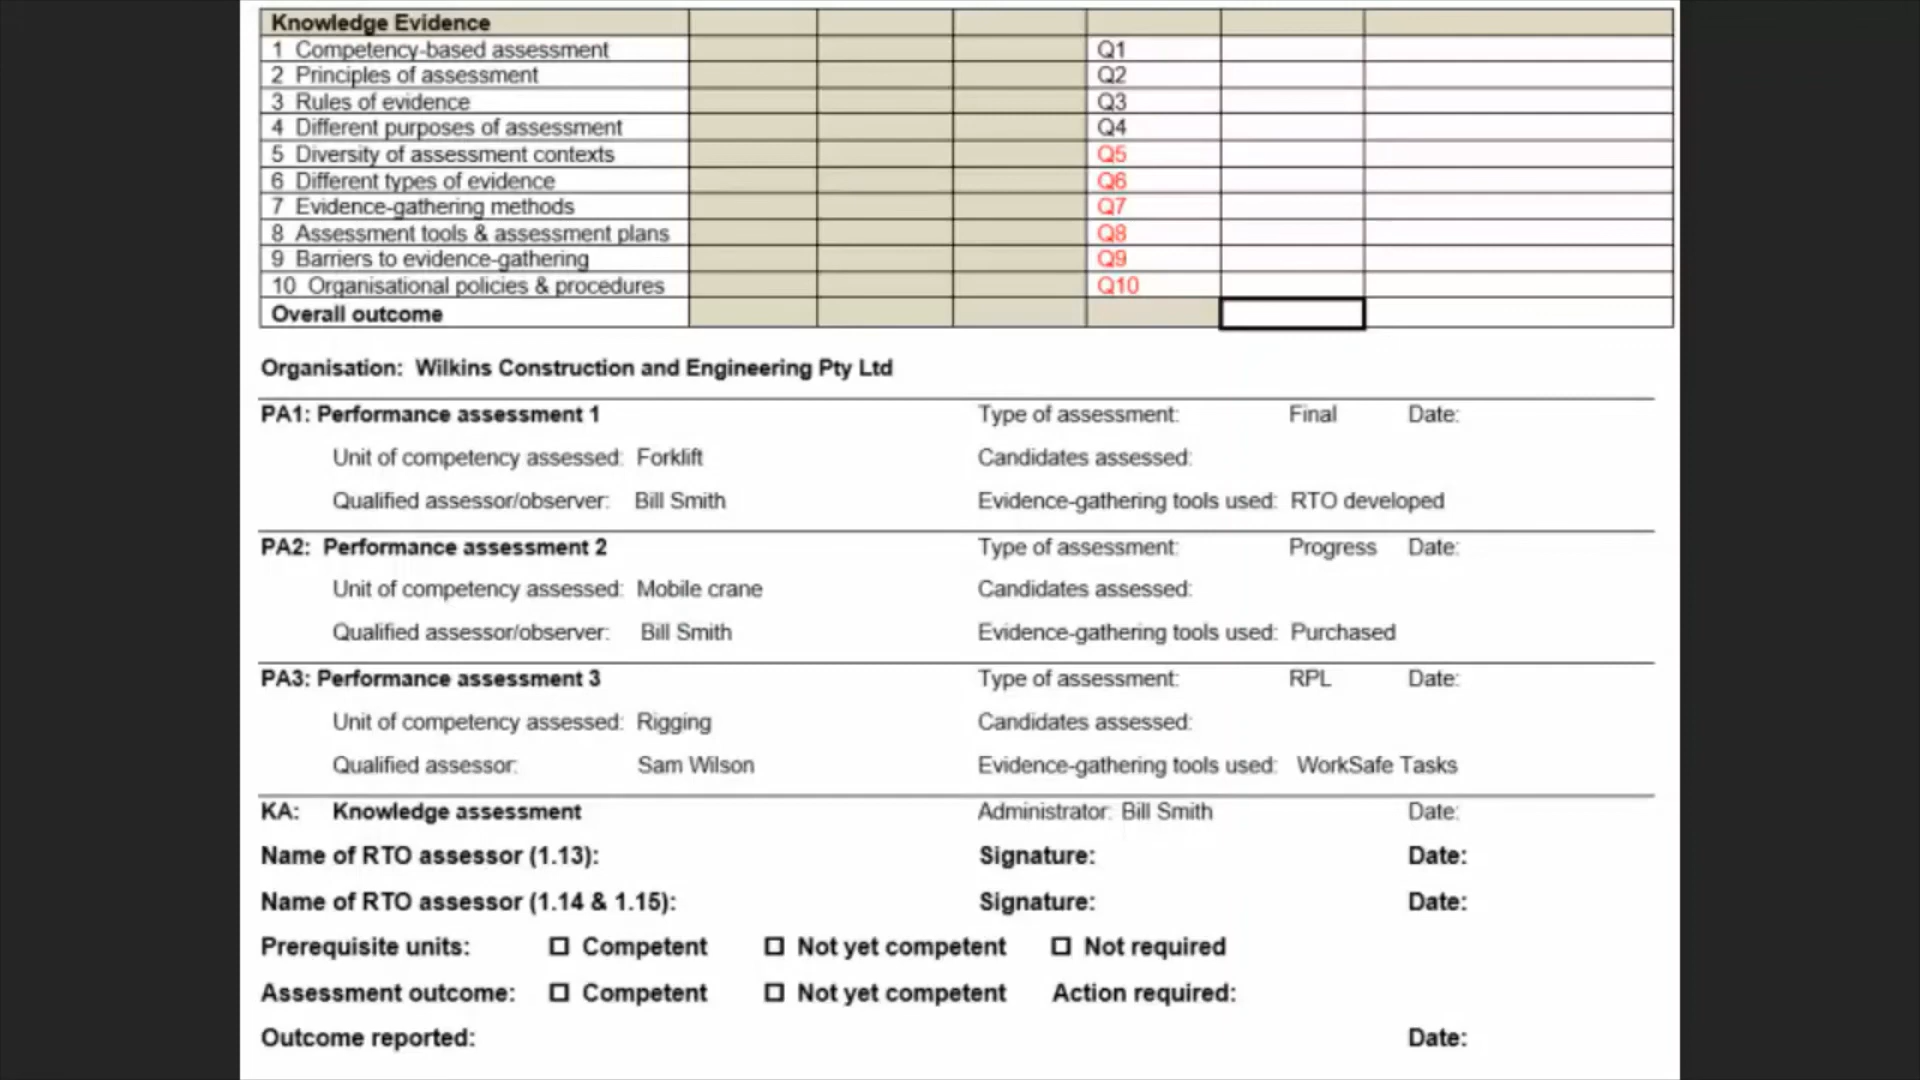 Knowledge Evidence
1 Competency-based assessment Q1
2 Principles of assessment Q2
3 Rules of evidence Q3
4 Different purposes of assessment Q4
5 Diversity of assessment contexts Q5
6 Different types of evidence Q6
7 Evidence-gathering methods Q7
8 Assessment tools & assessment plans Q8
9 Barriers to evidence-gathering Q9
10 Organisational policies & procedures Q10
Overall outcome
Organisation: Wilkins Construction and Engineering Pty Ltd
PA1: Performance assessment 1 Type of assessment: Final Date:
Unit of competency assessed: Forklift Candidates assessed:
Qualified assessor/observer: Bill Smith Evidence-gathering tools used: RTO developed
PA2: Performance assessment 2 Type of assessment: Progress Date:
Unit of competency assessed: Mobile crane Candidates assessed:
Qualified assessor/observer: Bill Smith Evidence-gathering tools used: Purchased
PA3: Performance assessment 3 Type of assessment: RPL Date:
Unit of competency assessed: Rigging Candidates assessed:
Qualified assessor: Sam Wilson Evidence-gathering tools used: WorkSafe Tasks
KA: Knowledge assessment Administrator: Bill Smith Date:
Name of RTO assessor (1.13): Signature: Date:
Name of RTO assessor (1.14 & 1.15): Signature: Date:
Prerequisite units: ☐ Competent ☐ Not yet competent ☐ Not required
Assessment outcome: ☐ Competent ☐ Not yet competent Action required:
Outcome reported: Date: